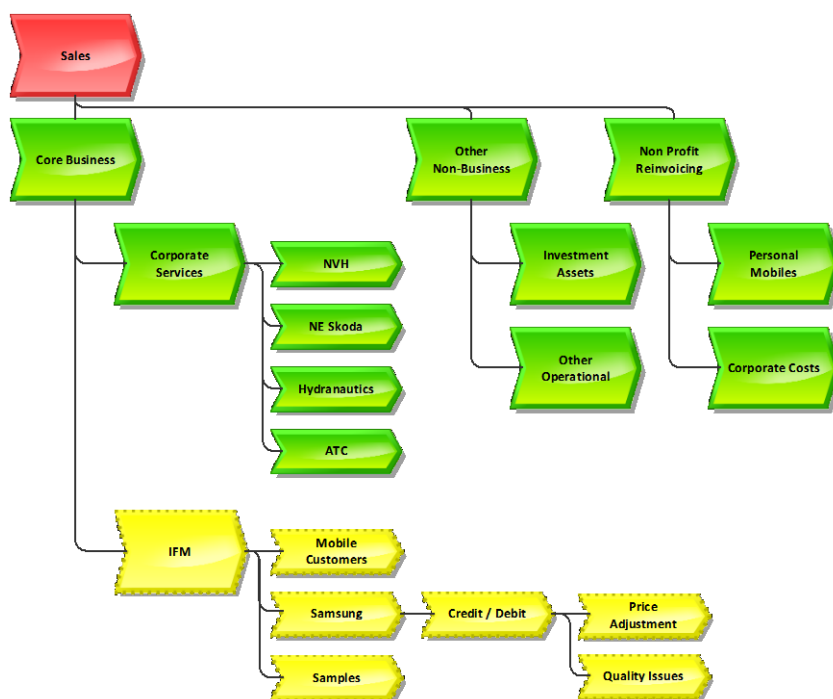 Sales
Core Business
Other
Non-Business
Non Profit
Reinvoicing
Corporate
Services
NVH
NE Skoda
Hydranautics
ATC
Investment
Assets
Other
Operational
Personal
Mobiles
Corporate Costs
IFM
Mobile
Customers
Samsung
Samples
Credit / Debit
Price
Adjustment
Quality Issues